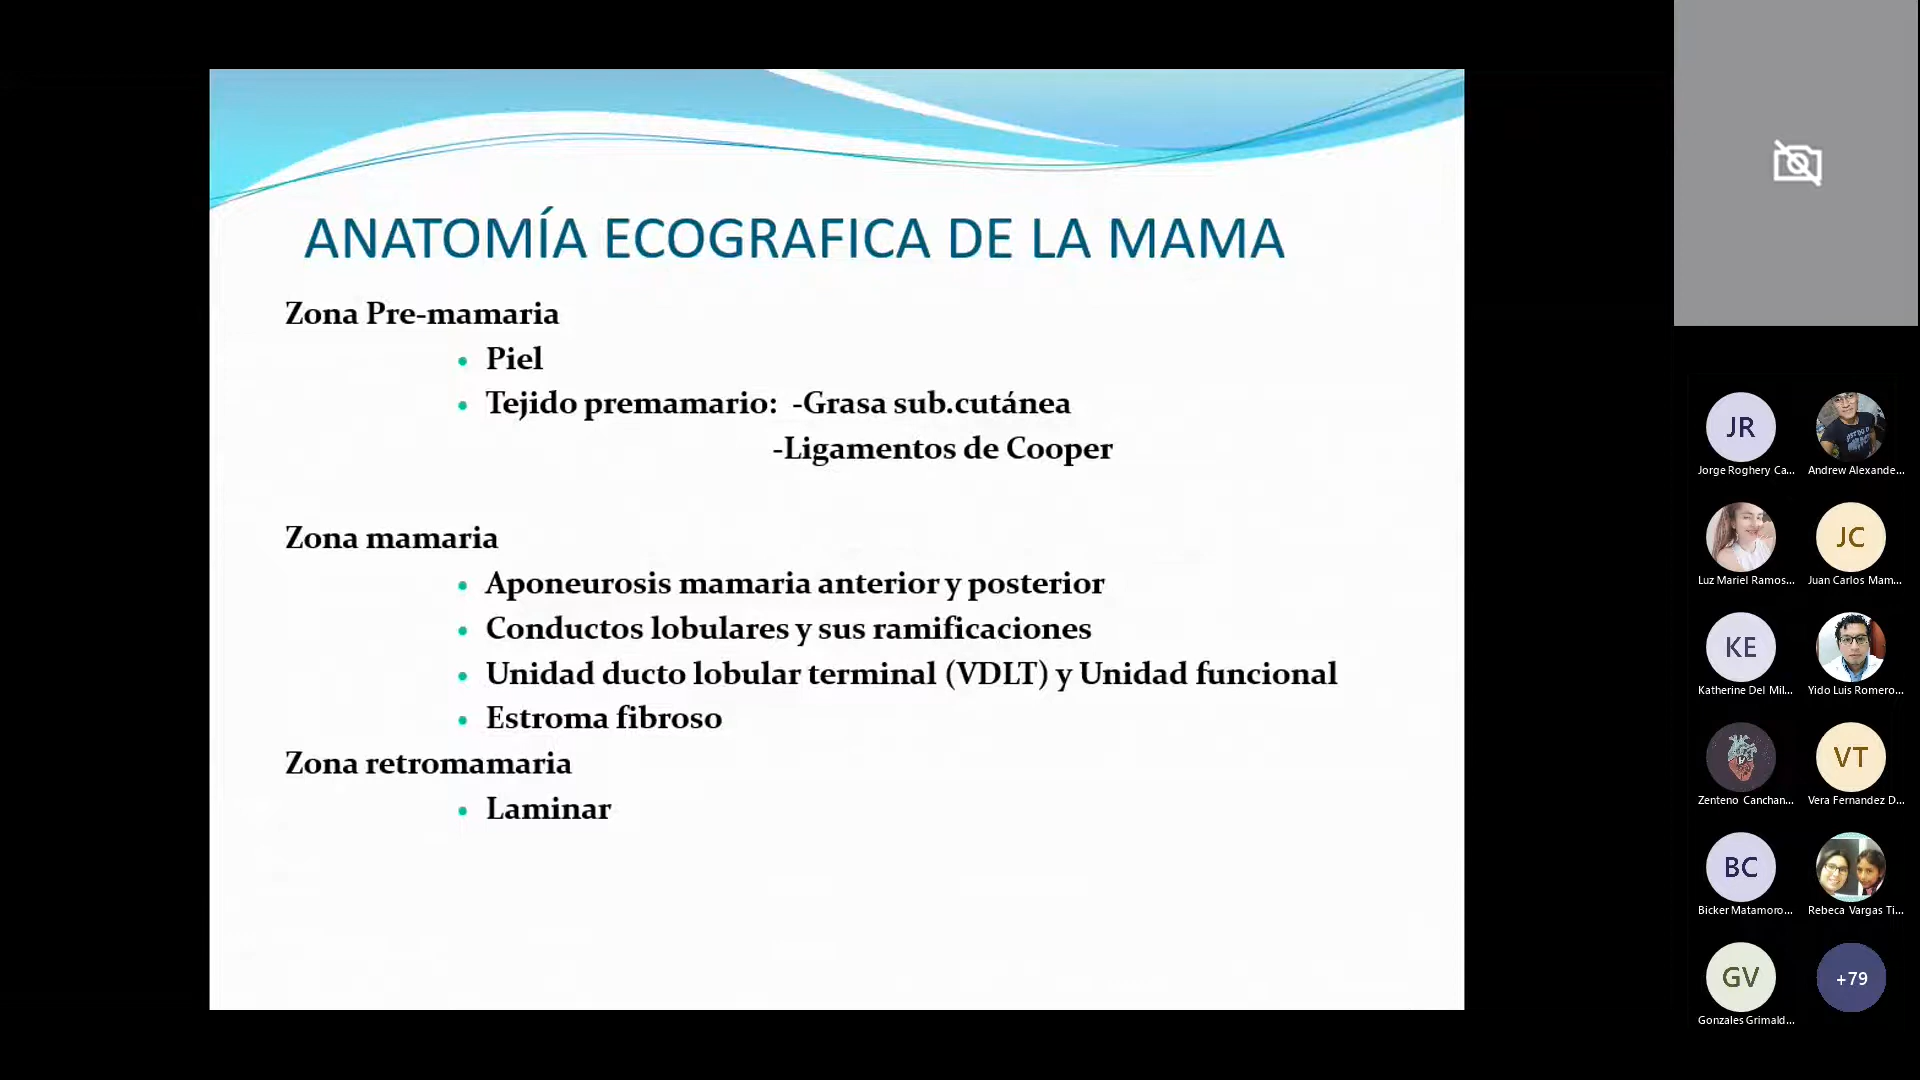 ANATOMÍA ECOGRAFICA DE LA MAMA
Zona Pre-mamaria
• Piel
• Tejido premamario: -Grasa sub.cutánea
-Ligamentos de Cooper
Zona mamaria
• Aponeurosis mamaria anterior y posterior
• Conductos lobulares y sus ramificaciones
• Unidad ducto lobular terminal (VDLT) y Unidad funcional
• Estroma fibroso
Zona retromamaria
• Laminar
JR
Jorge Roghery Ca...
Andrew Alexande...
Luz Mariel Ramos...
JC
Juan Carlos Mam...
KE
Katherine Del Mil...
Yido Luis Romero...
Zenteno Canchan...
VT
Vera Fernandez D...
BC
Bicker Matamoro...
Rebeca Vargas Ti...
GV
Gonzales Grimald...
+79